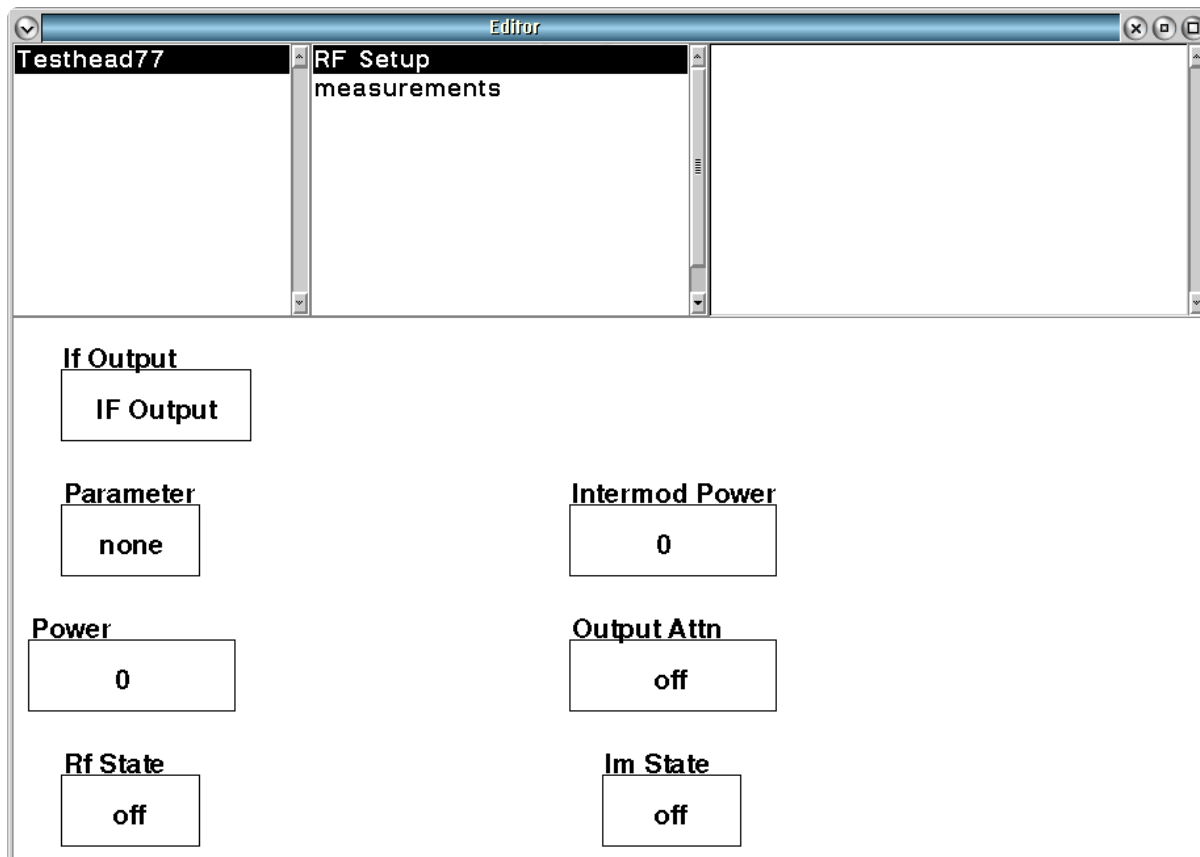 Editor
Testhead77
RF Setup
measurements
If Output
IF Output
Parameter
none
Intermod Power
0
Power
0
Output Attn
off
Rf State
off
Im State
off